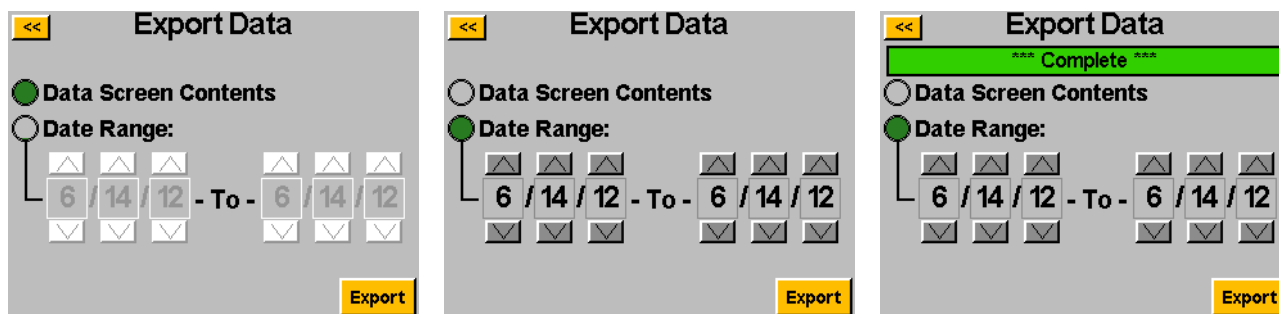 << Export Data
Data Screen Contents
Date Range:
6 / 14 / 12 - To - 6 / 14 / 12
Export
<< Export Data
Data Screen Contents
Date Range:
6 / 14 / 12 - To - 6 / 14 / 12
Export
<< Export Data
*** Complete ***
Data Screen Contents
Date Range:
6 / 14 / 12 - To - 6 / 14 / 12
Export